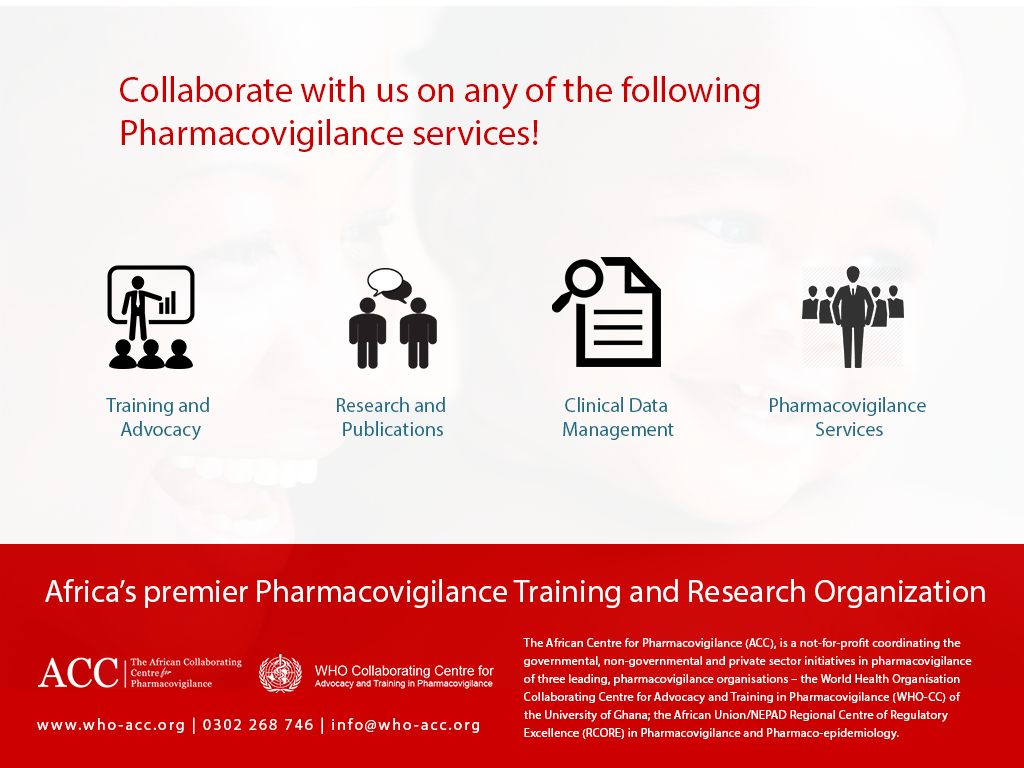 Collaborate with us on any of the following
Pharmacovigilance services!
Training and
Advocacy
Research and
Publications
Clinical Data
Management
Pharmacovigilance
Services
Africa’s premier Pharmacovigilance Training and Research Organization
ACC
The African Collaborating
Centre for
Pharmacovigilance
WHO Collaborating Centre for
Advocacy and Training in Pharmacovigilance
www.who-acc.org | 0302 268 746 | info@who-acc.org
The African Centre for Pharmacovigilance (ACC), is a not-for-profit coordinating the
governmental, non-governmental and private sector initiatives in pharmacovigilance
of three leading, pharmacovigilance organisations – the World Health Organisation
Collaborating Centre for Advocacy and Training in Pharmacovigilance (WHO-CC) of
the University of Ghana; the African Union/NEPAD Regional Centre of Regulatory
Excellence (RCORE) in Pharmacovigilance and Pharmaco-epidemiology.